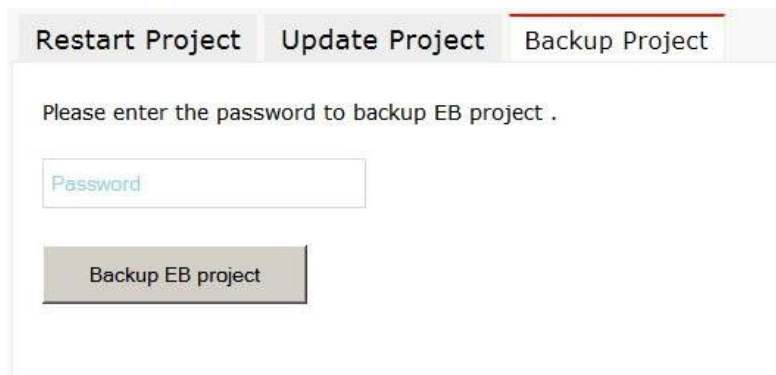 Restart Project Update Project Backup Project
Please enter the password to backup EB project .
Password
Backup EB project